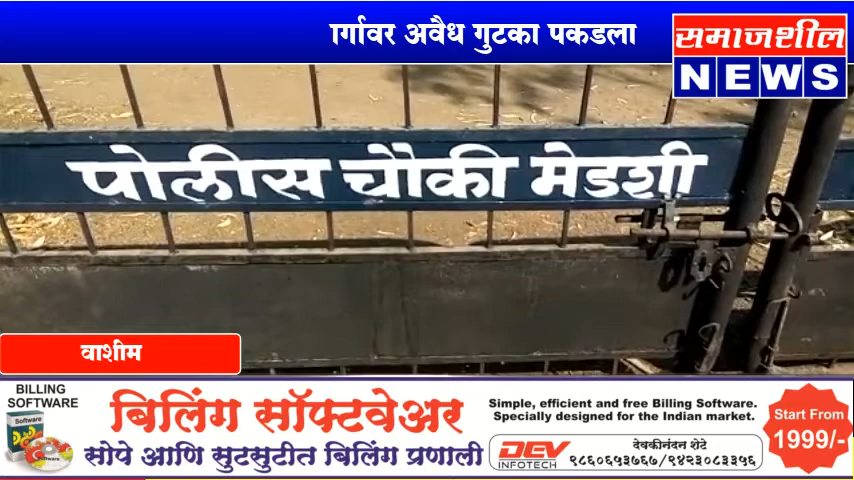 र्गावर अवैध गुटका पकडला
समाजशील
NEWS
पोलीस चौकी मेडशी
वाशीम
BILLING
SOFTWARE
Software
बिलिंग सॉफ्टवेअर
सोपे आणि सुटसुटीत बिलिंग प्रणाली
Simple, efficient and free Billing Software.
Specially designed for the Indian market.
DEV
INFOTECH
देवकीनंदन शेटे
९८६०६५३७६७/९४२३०८३३५६
Start From
1999/-